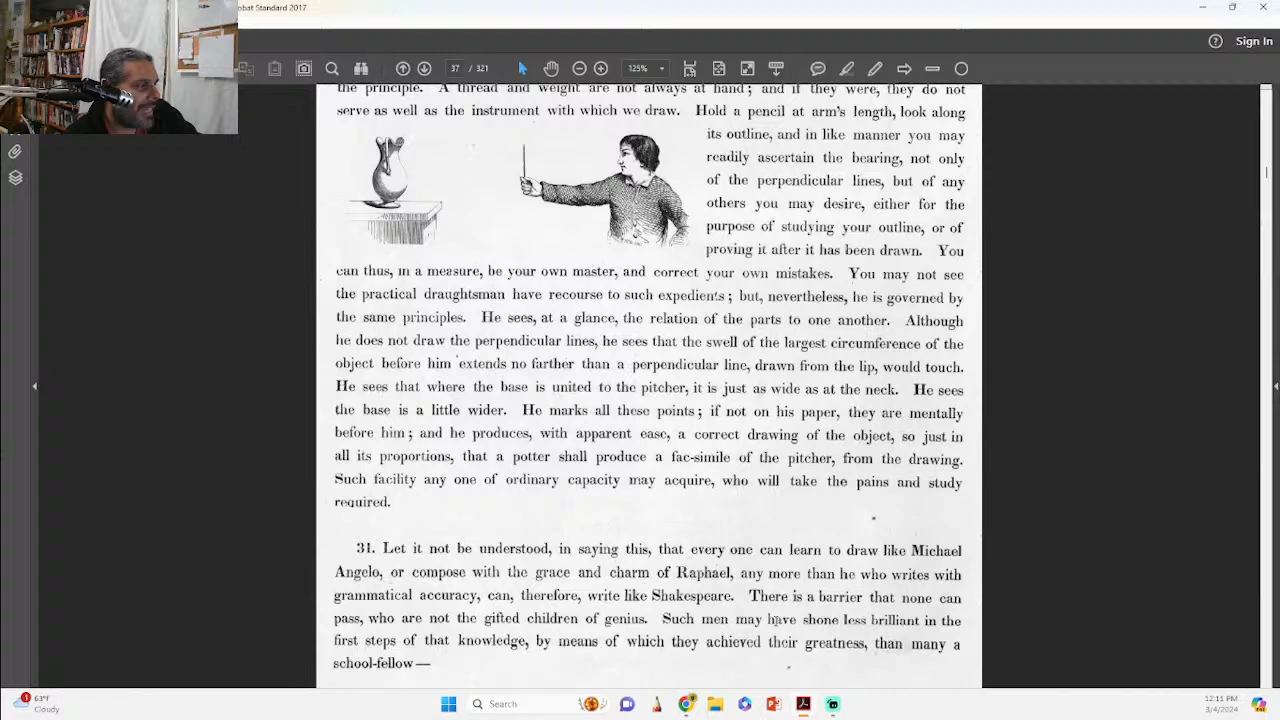 obat Standard 2017
Sign In
37 / 321
125%
the principle. A thread and weight are not always at hand; and if they were, they do not
serve as well as the instrument with which we draw. Hold a pencil at arm's length, look along
its outline, and in like manner you may
readily ascertain the bearing, not only
of the perpendicular lines, but of any
others you may desire, either for the
purpose of studying your outline, or of
proving it after it has been drawn. You
can thus, in a measure, be your own master, and correct your own mistakes. You may not see
the practical draughtsman have recourse to such expedients; but, nevertheless, he is governed by
the same principles. He sees, at a glance, the relation of the parts to one another. Although
he does not draw the perpendicular lines, he sees that the swell of the largest circumference of the
object before him extends no farther than a perpendicular line, drawn from the lip, would touch.
He sees that where the base is united to the pitcher, it is just as wide as at the neck. He sees
the base is a little wider. He marks all these points; if not on his paper, they are mentally
before him; and he produces, with apparent ease, a correct drawing of the object, so just in
all its proportions, that a potter shall produce a fac-simile of the pitcher, from the drawing.
Such facility any one of ordinary capacity may acquire, who will take the pains and study
required.
31. Let it not be understood, in saying this, that every one can learn to draw like Michael
Angelo, or compose with the grace and charm of Raphael, any more than he who writes with
grammatical accuracy, can, therefore, write like Shakespeare. There is a barrier that none can
pass, who are not the gifted children of genius. Such men may have shone less brilliant in the
first steps of that knowledge, by means of which they achieved their greatness, than many a
school-fellow—
1
63°F
Cloudy
Search
12:11 PM
3/4/2024